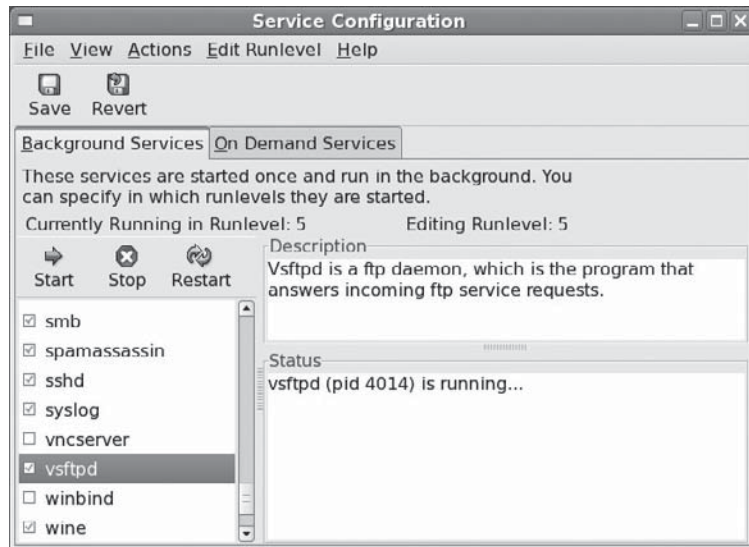 Service Configuration
File View Actions Edit Runlevel Help
Save Revert
Background Services On Demand Services
These services are started once and run in the background. You
can specify in which runlevels they are started.
Currently Running in Runlevel: 5 Editing Runlevel: 5
Start Stop Restart
smb
spamassassin
sshd
syslog
vncserver
vsftpd
winbind
wine
Description
Vsftpd is a ftp daemon, which is the program that
answers incoming ftp service requests.
Status
vsftpd (pid 4014) is running...